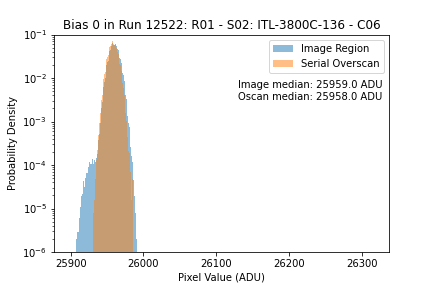 Bias 0 in Run 12522: R01 - S02: ITL-3800C-136 - C06
Image Region
Serial Overscan
Image median: 25959.0 ADU
Oscan median: 25958.0 ADU
Probability Density
10⁻¹
10⁻²
10⁻³
10⁻⁴
10⁻⁵
10⁻⁶
25900 26000 26100 26200 26300
Pixel Value (ADU)